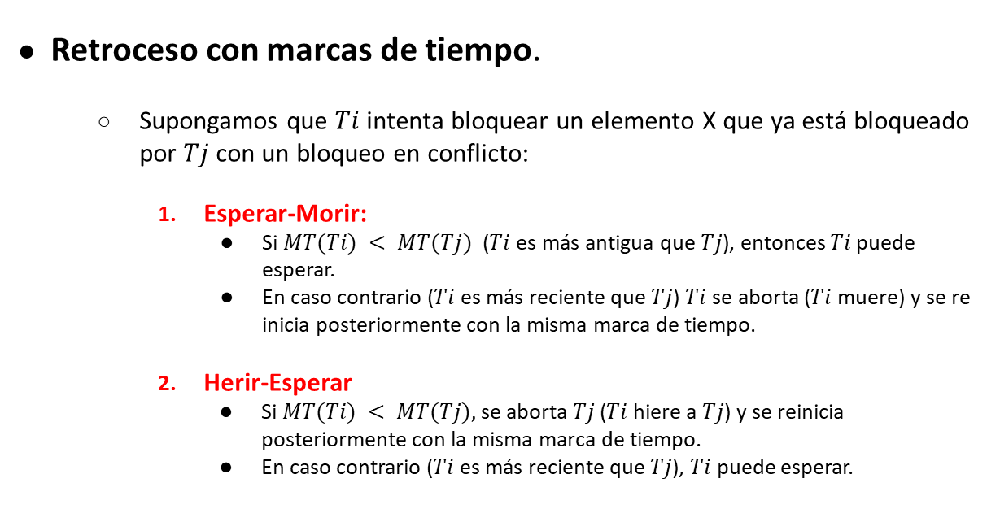 ● Retroceso con marcas de tiempo.
○ Supongamos que Ti intenta bloquear un elemento X que ya está bloqueado
por Tj con un bloqueo en conflicto:
1. Esperar-Morir:
● Si MT(Ti) < MT(Tj) (Ti es más antigua que Tj), entonces Ti puede
esperar.
● En caso contrario (Ti es más reciente que Tj) Ti se aborta (Ti muere) y se re
inicia posteriormente con la misma marca de tiempo.
2. Herir-Esperar
● Si MT(Ti) < MT(Tj), se aborta Tj (Ti hiere a Tj) y se reinicia
posteriormente con la misma marca de tiempo.
● En caso contrario (Ti es más reciente que Tj), Ti puede esperar.